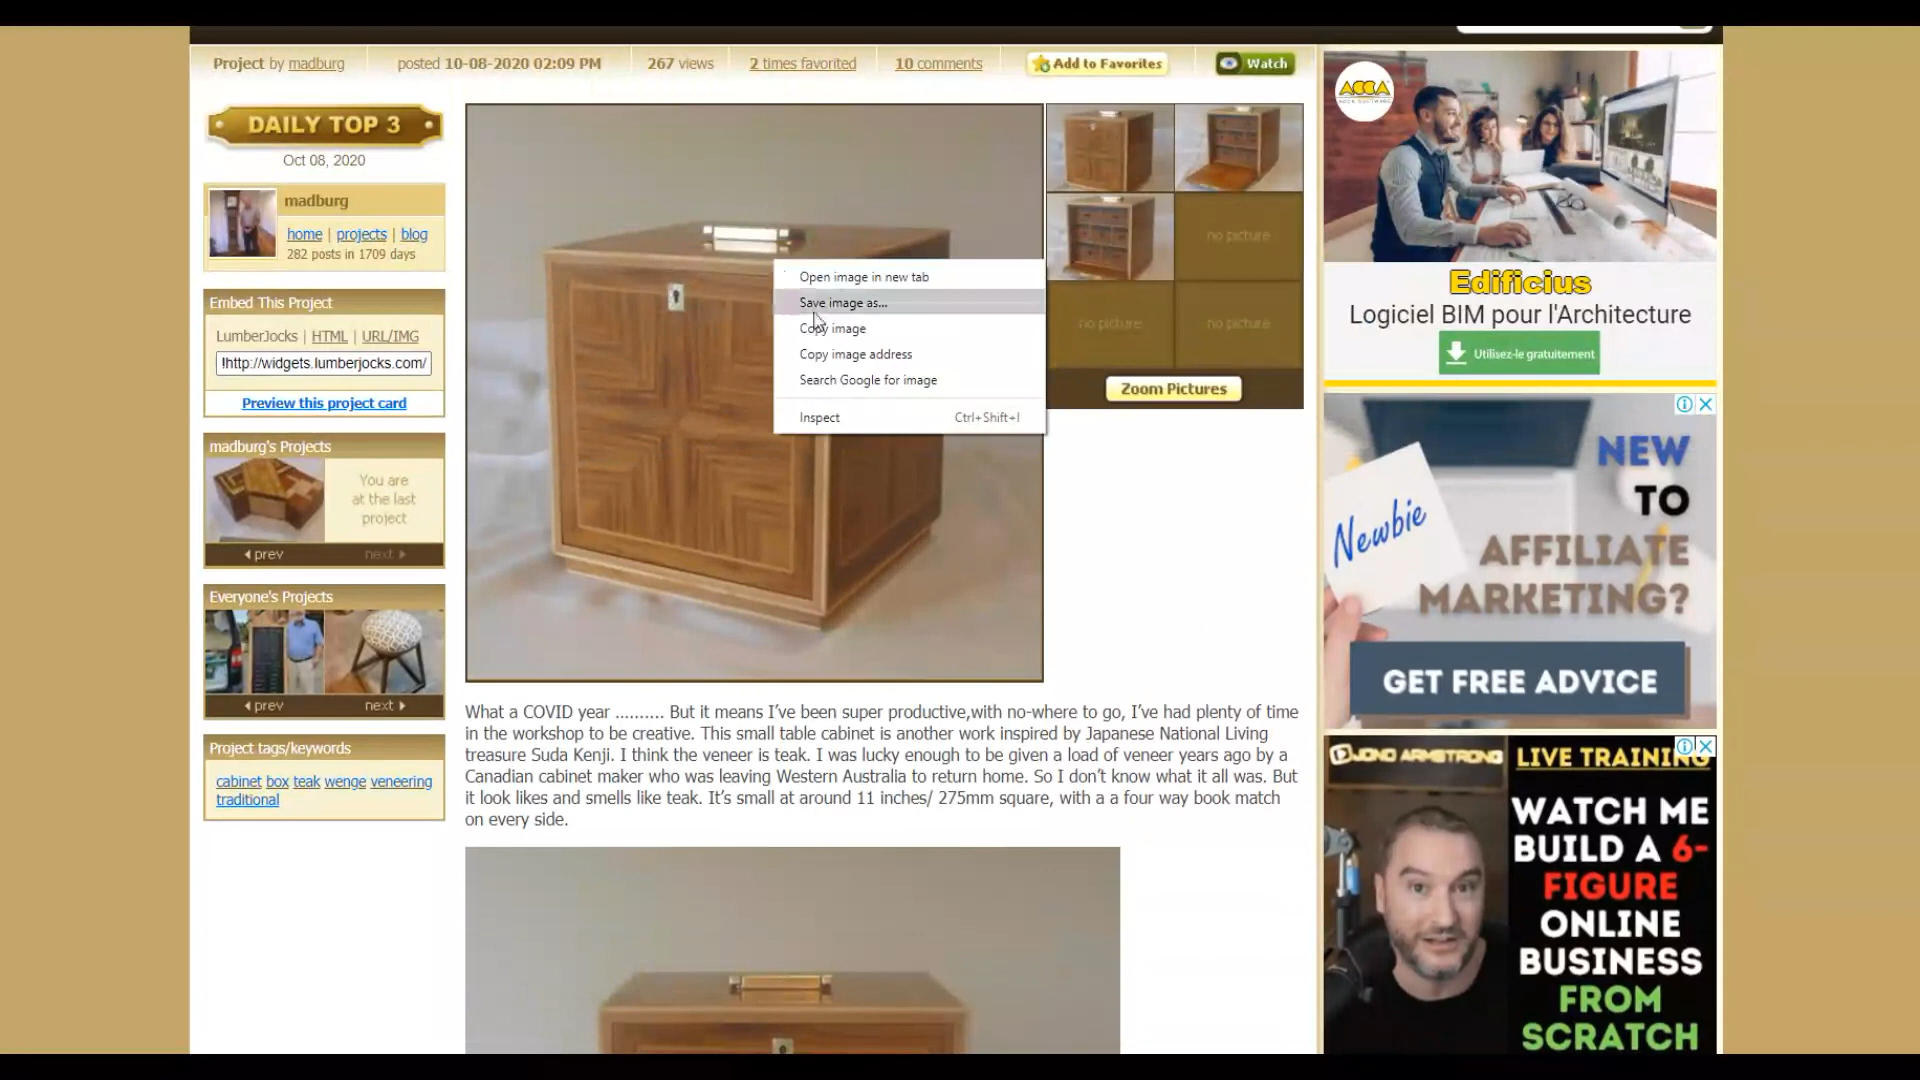 Project by madburg
posted 10-08-2020 02:09 PM
267 views
2 times favorited
10 comments
Add to Favorites
Watch
DAILY TOP 3
Oct 08, 2020
madburg
home | projects | blog
282 posts in 1709 days
Embed This Project
LumberJocks | HTML | URL/IMG
!http://widgets.lumberjocks.com/
Preview this project card
madburg's Projects
You are
at the last
project
prev
next
Everyone's Projects
prev
next
Project tags/keywords
cabinet box teak wenge veneering
traditional
Open image in new tab
Save image as...
Copy image
Copy image address
Search Google for image
Inspect Ctrl+Shift+I
no picture
no picture
no picture
Zoom Pictures
What a COVID year .......... But it means I've been super productive,with no-where to go, I've had plenty of time
in the workshop to be creative. This small table cabinet is another work inspired by Japanese National Living
treasure Suda Kenji. I think the veneer is teak. I was lucky enough to be given a load of veneer years ago by a
Canadian cabinet maker who was leaving Western Australia to return home. So I don't know what it all was. But
it look likes and smells like teak. It's small at around 11 inches/ 275mm square, with a a four way book match
on every side.
ACCA
Edificius
Logiciel BIM pour l'Architecture
Utilisez-le gratuitement
NEW
TO
Newbie
AFFILIATE
MARKETING?
GET FREE ADVICE
JONO ARMSTRONG
LIVE TRAINING
WATCH ME
BUILD A 6-
FIGURE
ONLINE
BUSINESS
FROM
SCRATCH